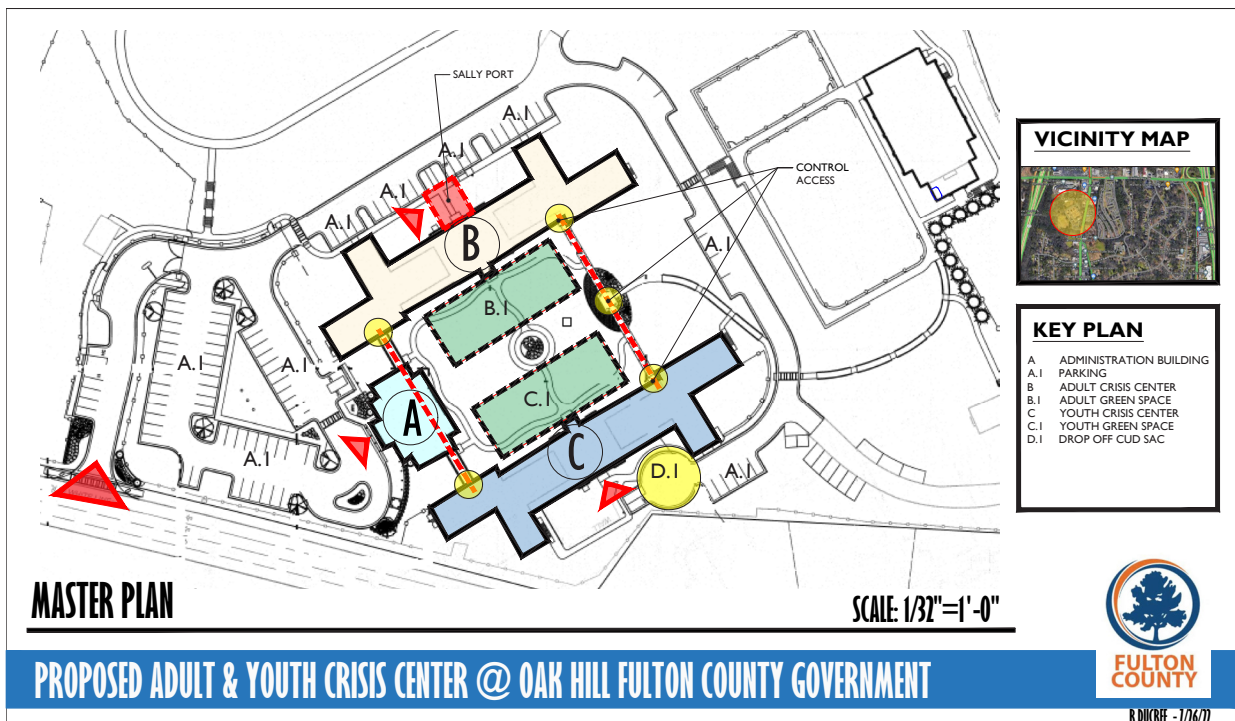 SALLY PORT
A.1
A.1
A.1
A.1
A.1
CONTROL
ACCESS
B
A.1
B.1
A.1
A.1
C.1
A
C
A.1
D.1
A.1
MASTER PLAN
SCALE: 1/32"=1'-0"
VICINITY MAP
KEY PLAN
A ADMINISTRATION BUILDING
A.1 PARKING
B ADULT CRISIS CENTER
B.1 ADULT GREEN SPACE
C YOUTH CRISIS CENTER
C.1 YOUTH GREEN SPACE
D.1 DROP OFF CUD SAC
PROPOSED ADULT & YOUTH CRISIS CENTER @ OAK HILL FULTON COUNTY GOVERNMENT
FULTON
COUNTY